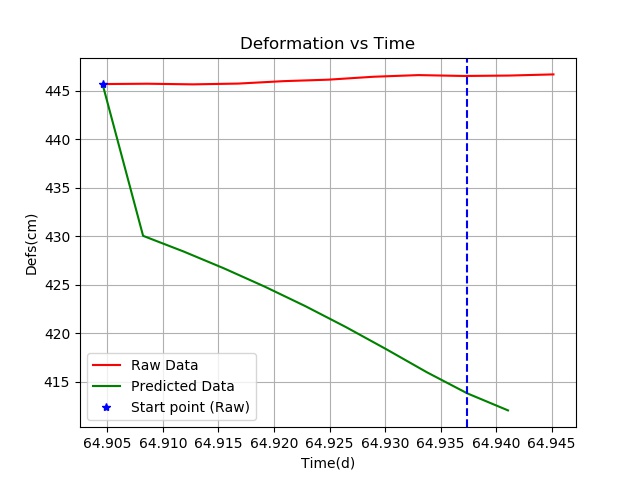 Deformation vs Time
Defs(cm)
445
440
435
430
425
420
415
Raw Data
Predicted Data
Start point (Raw)
64.905 64.910 64.915 64.920 64.925 64.930 64.935 64.940 64.945
Time(d)